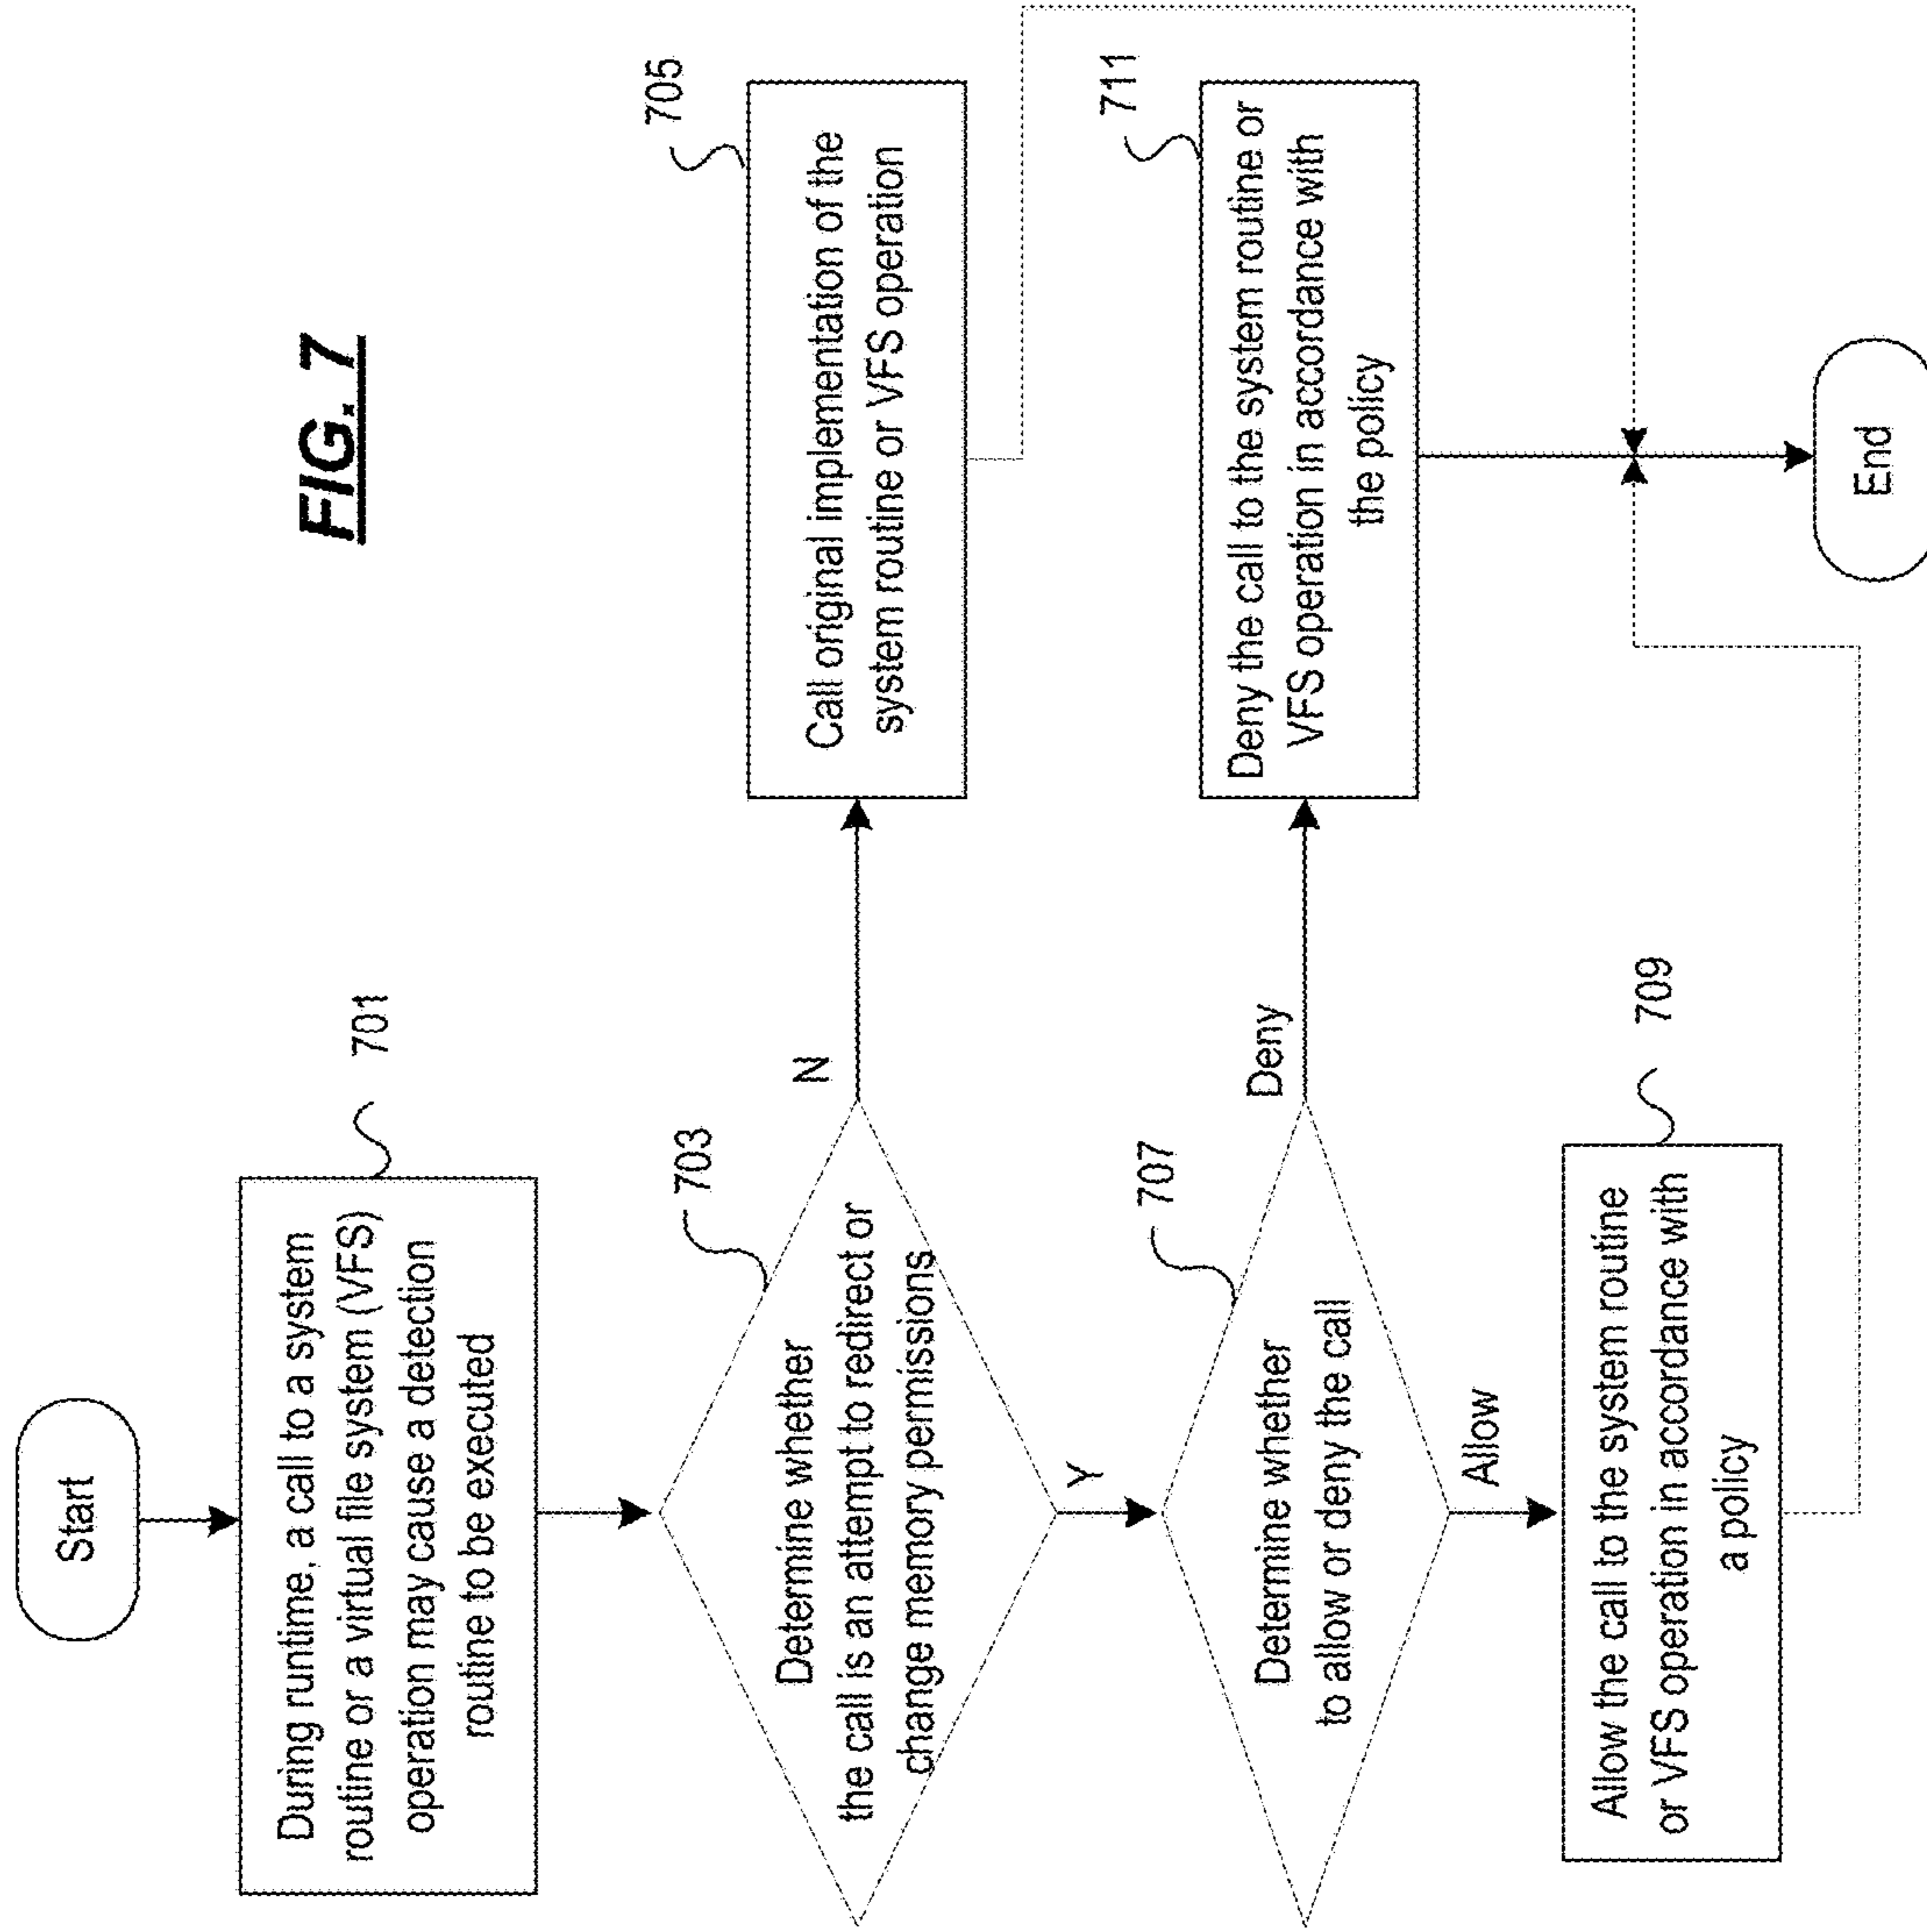 FIG. 7
Start
701
During runtime, a call to a system
routine or a virtual file system (VFS)
operation may cause a detection
routine to be executed
703
Determine whether
the call is an attempt to redirect or
change memory permissions
N
705
Call original implementation of the
system routine or VFS operation
Y
707
Determine whether
to allow or deny the call
Deny
711
Deny the call to the system routine or
VFS operation in accordance with
the policy
Allow
709
Allow the call to the system routine
or VFS operation in accordance with
a policy
End